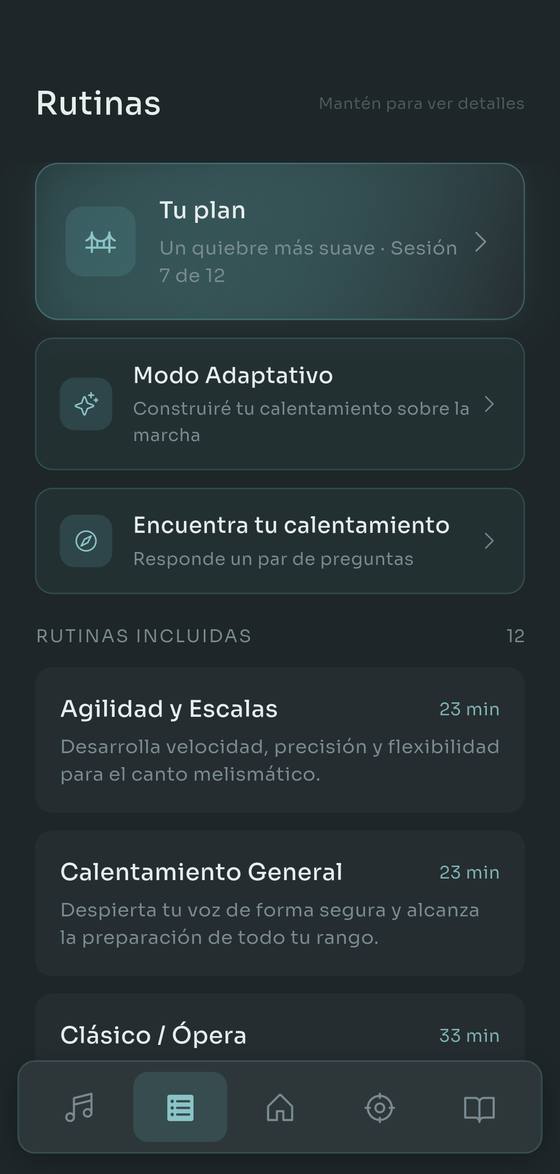 Rutinas
Mantén para ver detalles
Tu plan
Un quiebre más suave · Sesión
7 de 12
Modo Adaptativo
Construiré tu calentamiento sobre la
marcha
Encuentra tu calentamiento
Responde un par de preguntas
RUTINAS INCLUIDAS
12
Agilidad y Escalas
23 min
Desarrolla velocidad, precisión y flexibilidad
para el canto melismático.
Calentamiento General
23 min
Despierta tu voz de forma segura y alcanza
la preparación de todo tu rango.
Clásico / Ópera
33 min